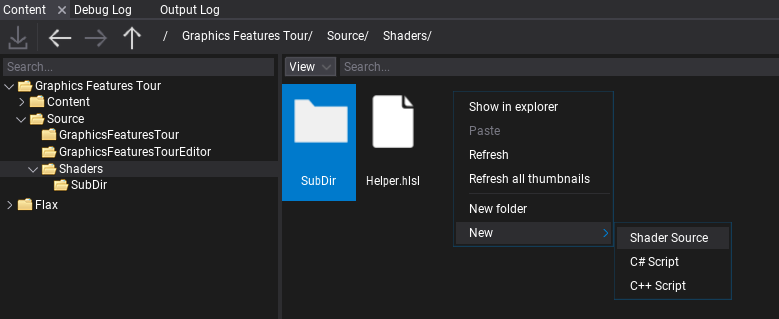 Content Debug Log Output Log
/ Graphics Features Tour/ Source/ Shaders/
Search...
Graphics Features Tour
Content
Source
GraphicsFeaturesTour
GraphicsFeaturesTourEditor
Shaders
SubDir
Flax
View Search...
SubDir Helper.hlsl
Show in explorer
Paste
Refresh
Refresh all thumbnails
New folder
New
Shader Source
C# Script
C++ Script